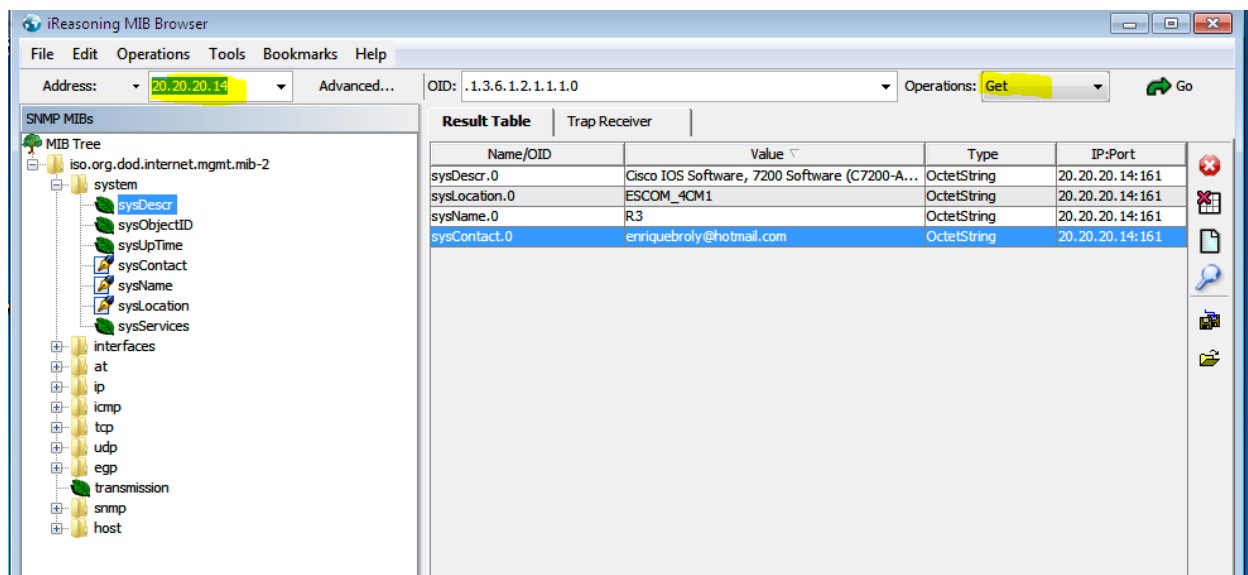 iReasoning MIB Browser
File Edit Operations Tools Bookmarks Help
Address: 20.20.20.14 Advanced... OID: .1.3.6.1.2.1.1.1.0 Operations: Get Go
SNMP MIBs
MIB Tree
iso.org.dod.internet.mgmt.mib-2
system
sysDescr
sysObjectID
sysUpTime
sysContact
sysName
sysLocation
sysServices
interfaces
at
ip
icmp
tcp
udp
egp
transmission
snmp
host
Result Table Trap Receiver
Name/OID Value Type IP:Port
sysDescr.0 Cisco IOS Software, 7200 Software (C7200-A... OctetString 20.20.20.14:161
sysLocation.0 ESCOM_4CM1 OctetString 20.20.20.14:161
sysName.0 R3 OctetString 20.20.20.14:161
sysContact.0 enriquebroly@hotmail.com OctetString 20.20.20.14:161